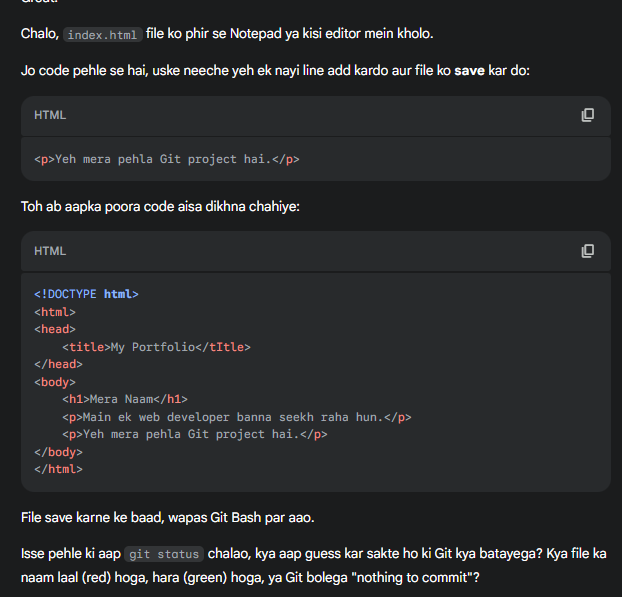 Great!
Chalo, index.html file ko phir se Notepad ya kisi editor mein kholo.
Jo code pehle se hai, uske neeche yeh ek nayi line add kardo aur file ko save kar do:
HTML
<p>Yeh mera pehla Git project hai.</p>
Toh ab aapka poora code aisa dikhna chahiye:
HTML
<!DOCTYPE html>
<html>
<head>
    <title>My Portfolio</tItle>
</head>
<body>
    <h1>Mera Naam</h1>
    <p>Main ek web developer banna seekh raha hun.</p>
    <p>Yeh mera pehla Git project hai.</p>
</body>
</html>
File save karne ke baad, wapas Git Bash par aao.
Isse pehle ki aap git status chalao, kya aap guess kar sakte ho ki Git kya batayega? Kya file ka
naam laal (red) hoga, hara (green) hoga, ya Git bolega "nothing to commit"?